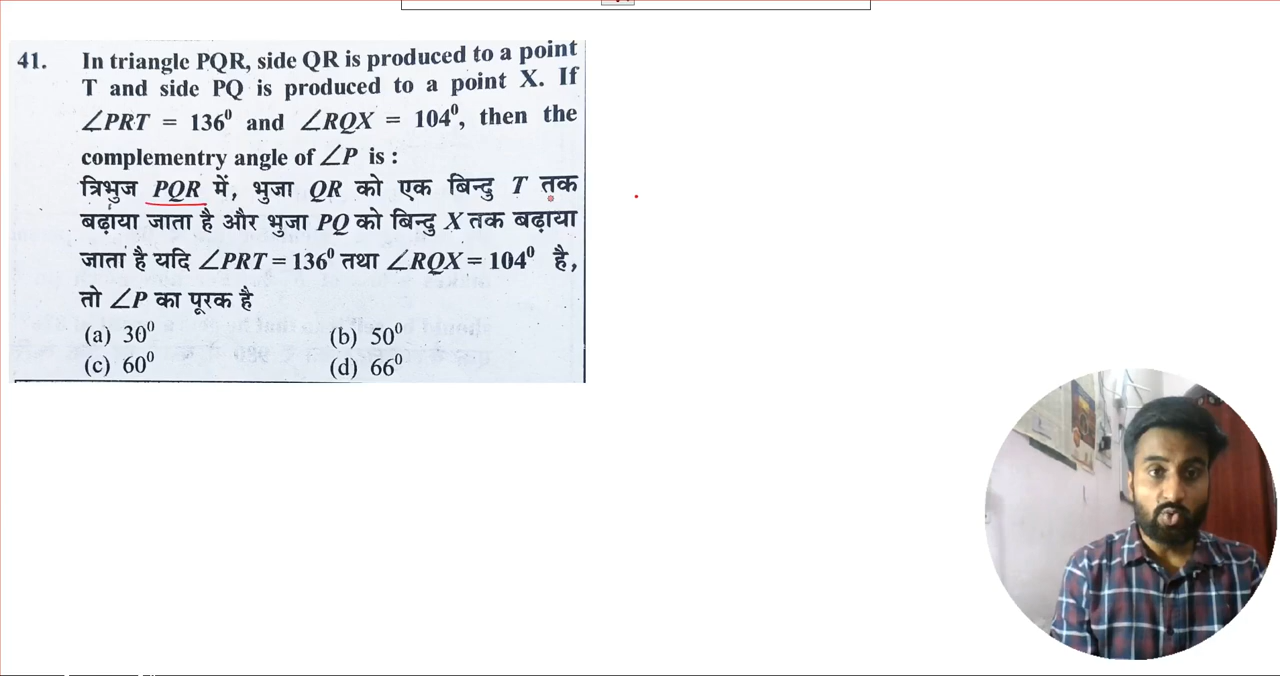 41. In triangle PQR, side QR is produced to a point
T and side PQ is produced to a point X. If
∠PRT = 136⁰ and ∠RQX = 104⁰, then the
complementry angle of ∠P is :
त्रिभुज PQR में, भुजा QR को एक बिन्दु T तक
बढ़ाया जाता है और भुजा PQ को बिन्दु X तक बढ़ाया
जाता है यदि ∠PRT = 136⁰ तथा ∠RQX = 104⁰ है,
तो ∠P का पूरक है
(a) 30⁰ (b) 50⁰
(c) 60⁰ (d) 66⁰